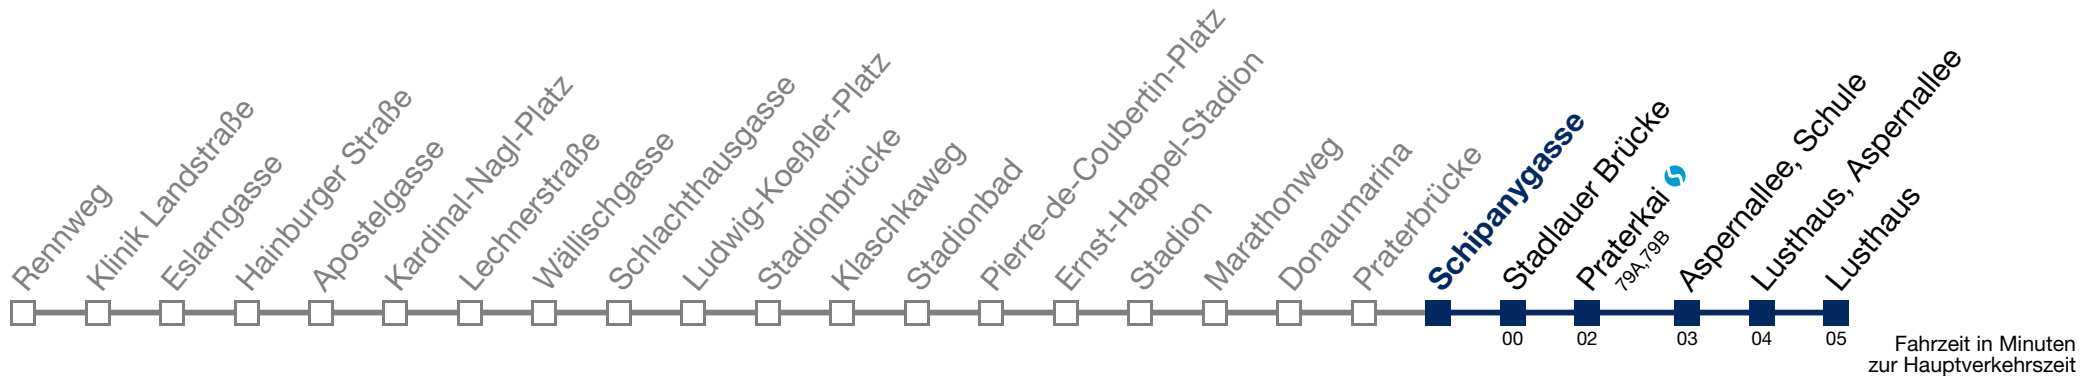 Rennweg
Klinik Landstraße
Eslarngasse
Hainburger Straße
Apostelgasse
Kardinal-Nagl-Platz
Lechnerstraße
Wällischgasse
Schlachthausgasse
Ludwig-Koeßler-Platz
Stadionbrücke
Klaschkaweg
Stadionbad
Pierre-de-Coubertin-Platz
Ernst-Happel-Stadion
Stadion
Marathonweg
Donaumarina
Praterbrücke
Schipanygasse
Stadlauer Brücke
Praterkai
79A,79B
Aspernallee, Schule
Lusthaus, Aspernallee
Lusthaus
00
02
03
04
05
Fahrzeit in Minuten
zur Hauptverkehrszeit